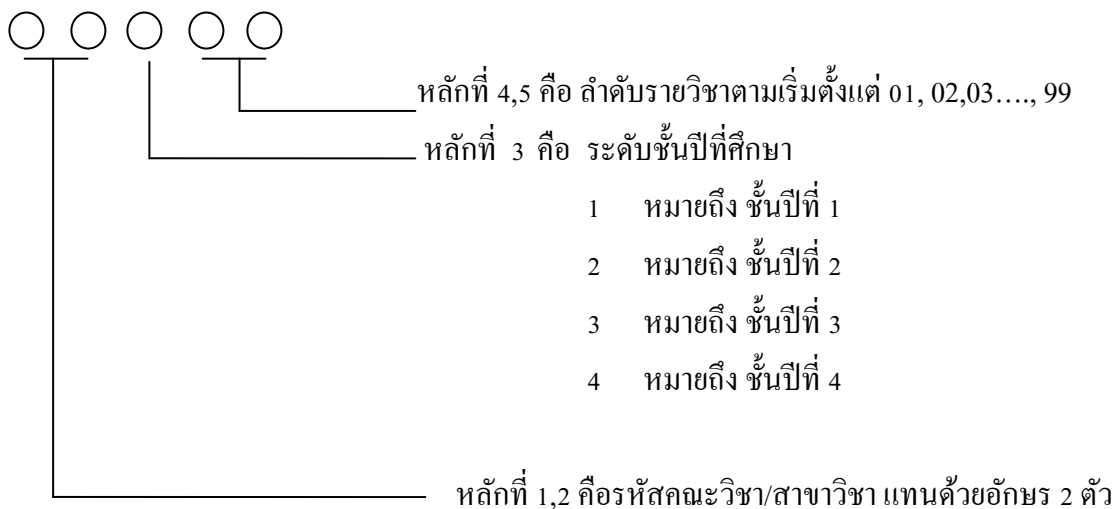 หลักที่ 4,5 คือ ลำดับรายวิชาตามเริ่มตั้งแต่ 01, 02,03…., 99
หลักที่ 3 คือ ระดับชั้นปีที่ศึกษา
1 หมายถึง ชั้นปีที่ 1
2 หมายถึง ชั้นปีที่ 2
3 หมายถึง ชั้นปีที่ 3
4 หมายถึง ชั้นปีที่ 4
หลักที่ 1,2 คือรหัสคณะวิชา/สาขาวิชา แทนด้วยอักษร 2 ตัว